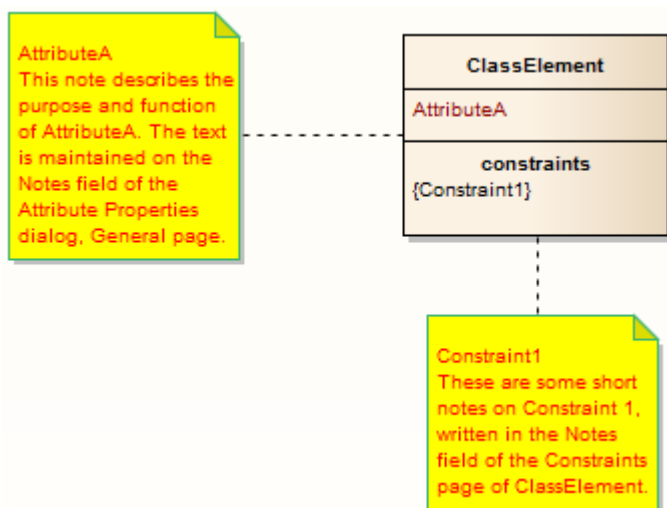 AttributeA
This note describes the
purpose and function
of AttributeA. The text
is maintained on the
Notes field of the
Attribute Properties
dialog, General page.
ClassElement
AttributeA
constraints
{Constraint1}
Constraint1
These are some short
notes on Constraint 1,
written in the Notes
field of the Constraints
page of ClassElement.